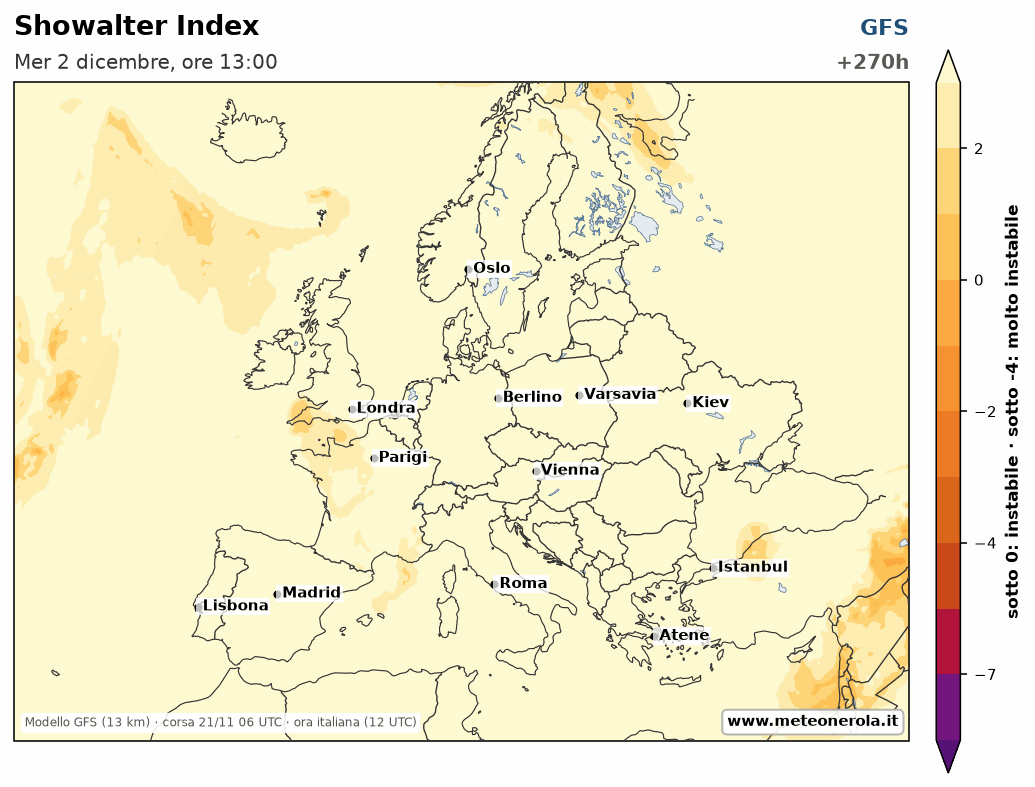 Showalter Index
GFS
Mer 2 dicembre, ore 13:00
+270h
2
0
−2
−4
−7
sotto 0: instabile · sotto -4: molto instabile
Oslo
Londra
Berlino
Varsavia
Kiev
Parigi
Vienna
Istanbul
Roma
Madrid
Lisbona
Atene
Modello GFS (13 km) · corsa 21/11 06 UTC · ora italiana (12 UTC)
www.meteonerola.it